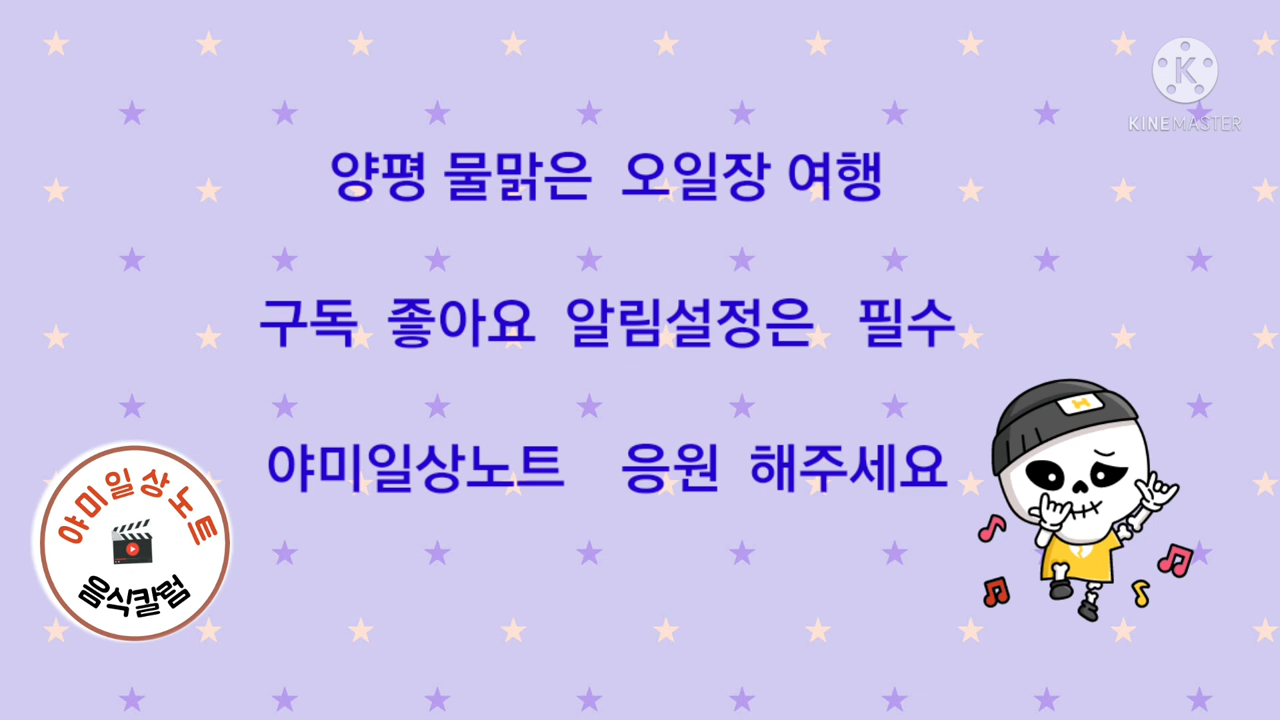 K
KINEMASTER
양평 물맑은 오일장 여행
구독 좋아요 알림설정은 필수
야미일상노트 응원 해주세요
야미일상노트
음식칼럼